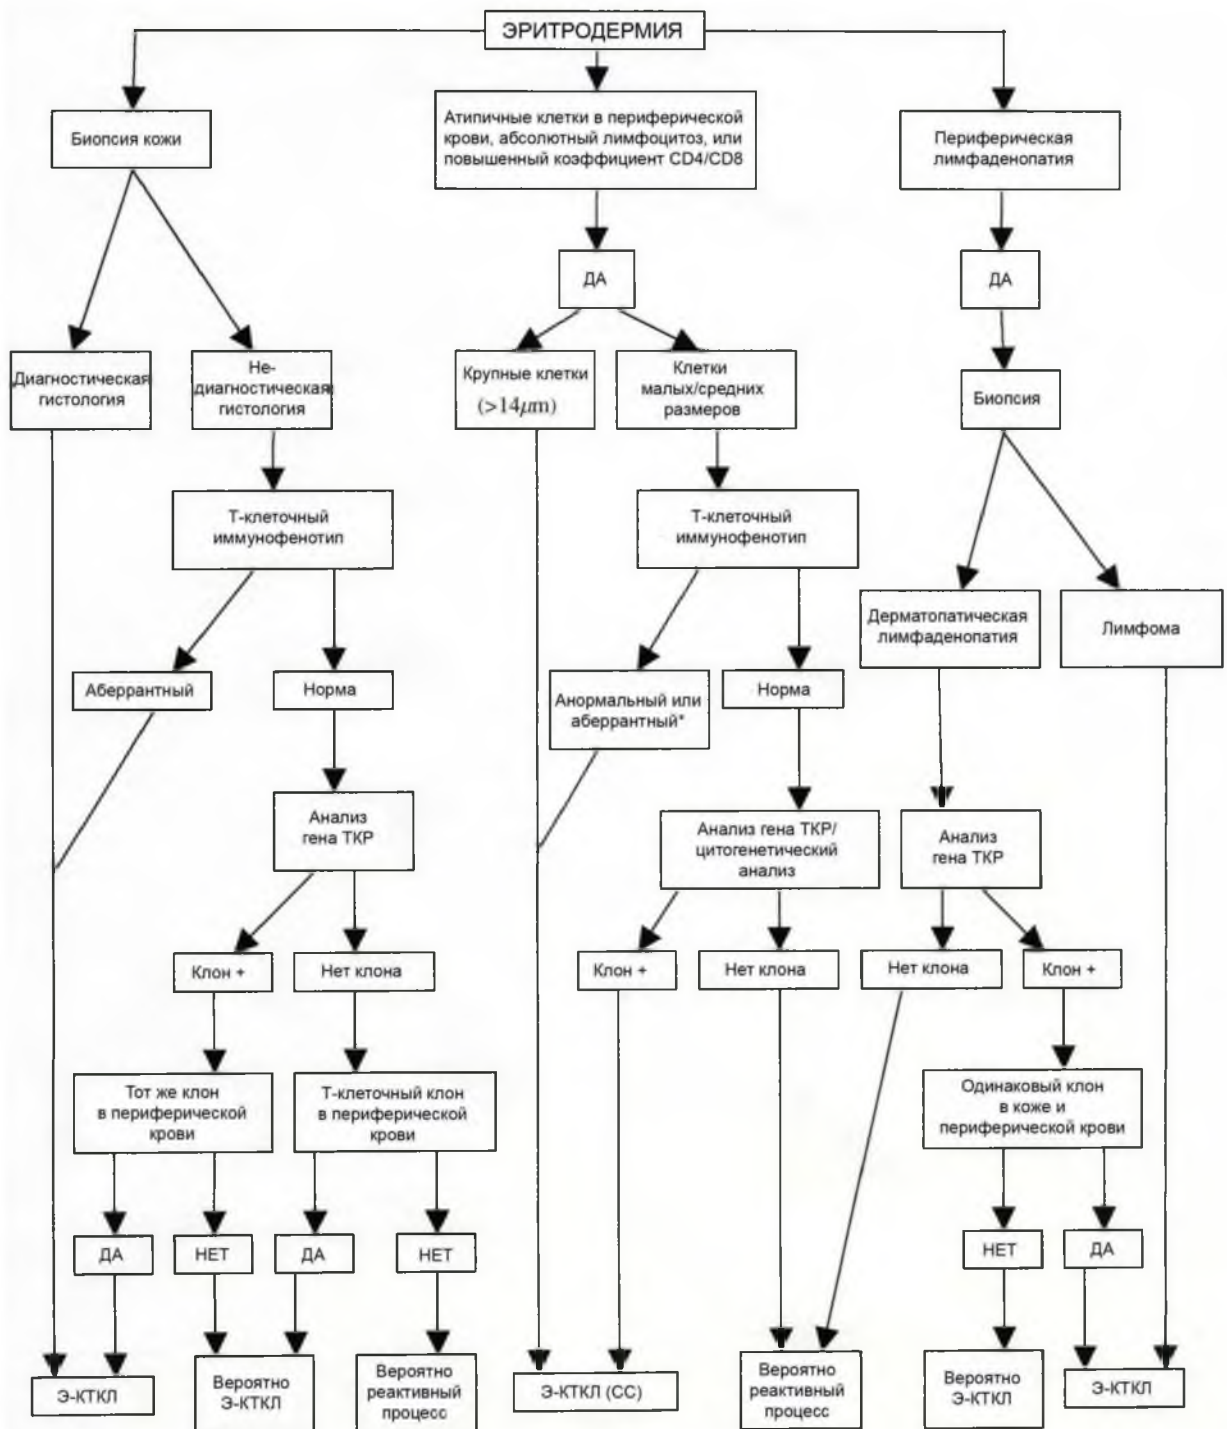 ЭРИТРОДЕРМИЯ
Биопсия кожи
Атипичные клетки в периферической
крови, абсолютный лимфоцитоз, или
повышенный коэффициент CD4/CD8
Периферическая
лимфаденопатия
ДА
ДА
Диагностическая
гистология
Не-
диагностическая
гистология
Крупные клетки
(>14μm)
Клетки
малых/средних
размеров
Биопсия
Т-клеточный
иммунофенотип
Т-клеточный
иммунофенотип
Дерматопатическая
лимфаденопатия
Лимфома
Аберрантный
Норма
Анормальный или
аберрантный*
Норма
Анализ
гена ТКР
Анализ гена ТКР/
цитогенетический
анализ
Анализ
гена ТКР
Клон +
Нет клона
Клон +
Нет клона
Нет клона
Клон +
Тот же клон
в периферической
крови
Т-клеточный клон
в периферической
крови
Одинаковый клон
в коже и
периферической крови
ДА
НЕТ
ДА
НЕТ
НЕТ
ДА
Э-КТКЛ
Вероятно
Э-КТКЛ
Вероятно
реактивный
процесс
Э-КТКЛ (СС)
Вероятно
реактивный
процесс
Вероятно
Э-КТКЛ
Э-КТКЛ